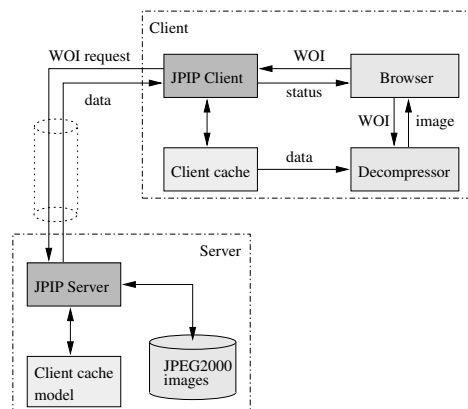 Client
WOI request
WOI
JPIP Client
Browser
data
status
WOI
image
data
Client cache
Decompressor
Server
JPIP Server
Client cache
model
JPEG2000
images